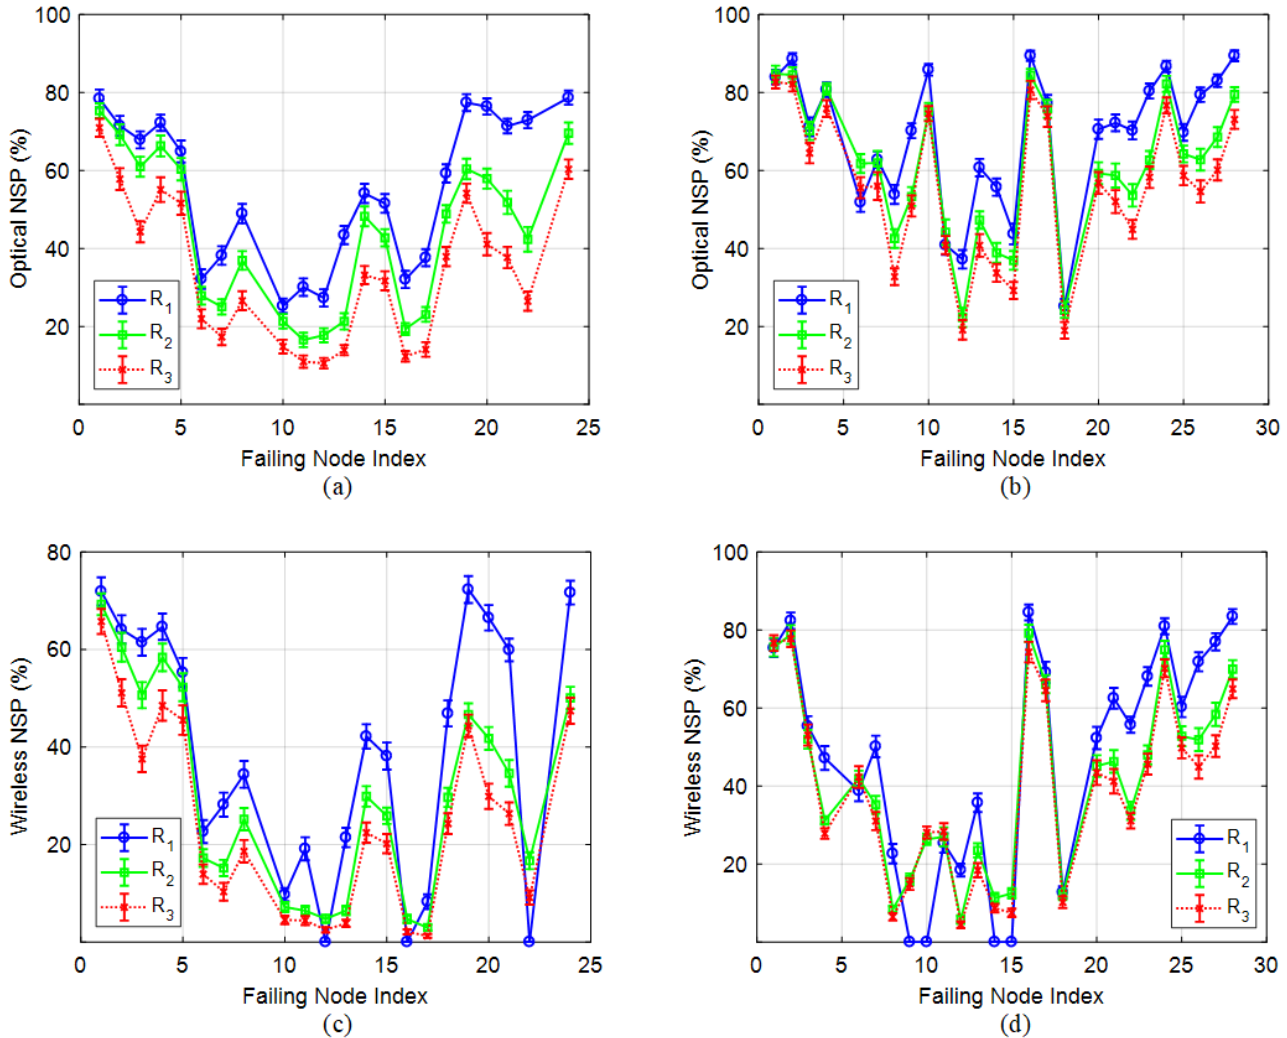 100
80
60
40
20
Optical NSP (%)
R1
R2
R3
0 5 10 15 20 25
Failing Node Index
(a)
100
80
60
40
20
Optical NSP (%)
R1
R2
R3
0 5 10 15 20 25 30
Failing Node Index
(b)
80
60
40
20
Wireless NSP (%)
R1
R2
R3
0 5 10 15 20 25
Failing Node Index
(c)
100
80
60
40
20
Wireless NSP (%)
R1
R2
R3
0 5 10 15 20 25 30
Failing Node Index
(d)